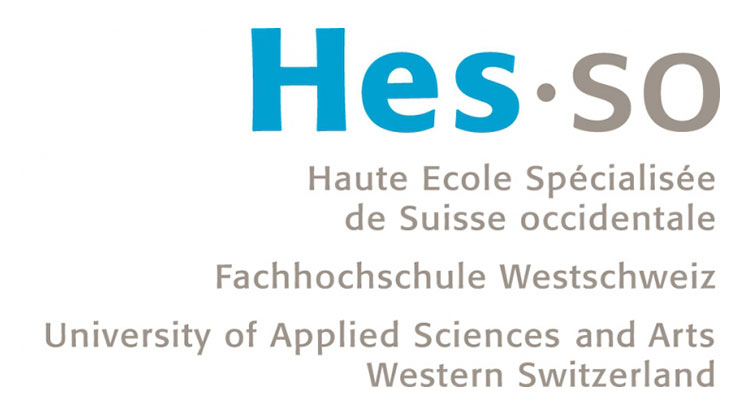 Hes·so
Haute Ecole Spécialisée
de Suisse occidentale
Fachhochschule Westschweiz
University of Applied Sciences and Arts
Western Switzerland